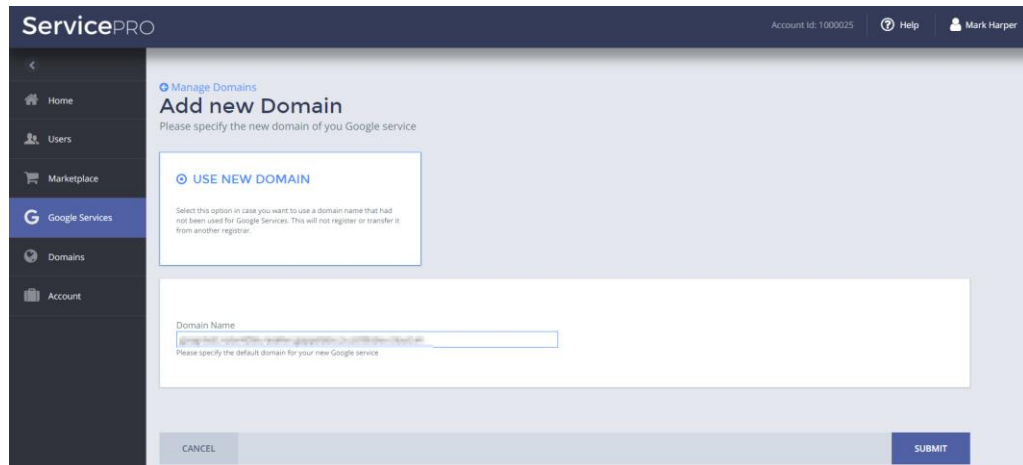 ServicePRO
Account Id: 1000025
Help
Mark Harper
Home
Users
Marketplace
Google Services
Domains
Account
Manage Domains
Add new Domain
Please specify the new domain of you Google service
USE NEW DOMAIN
Select this option in case you want to use a domain name that had
not been used for Google Services. This will not register or transfer it
from another registrar.
Domain Name
Please specify the default domain for your new Google service
CANCEL
SUBMIT